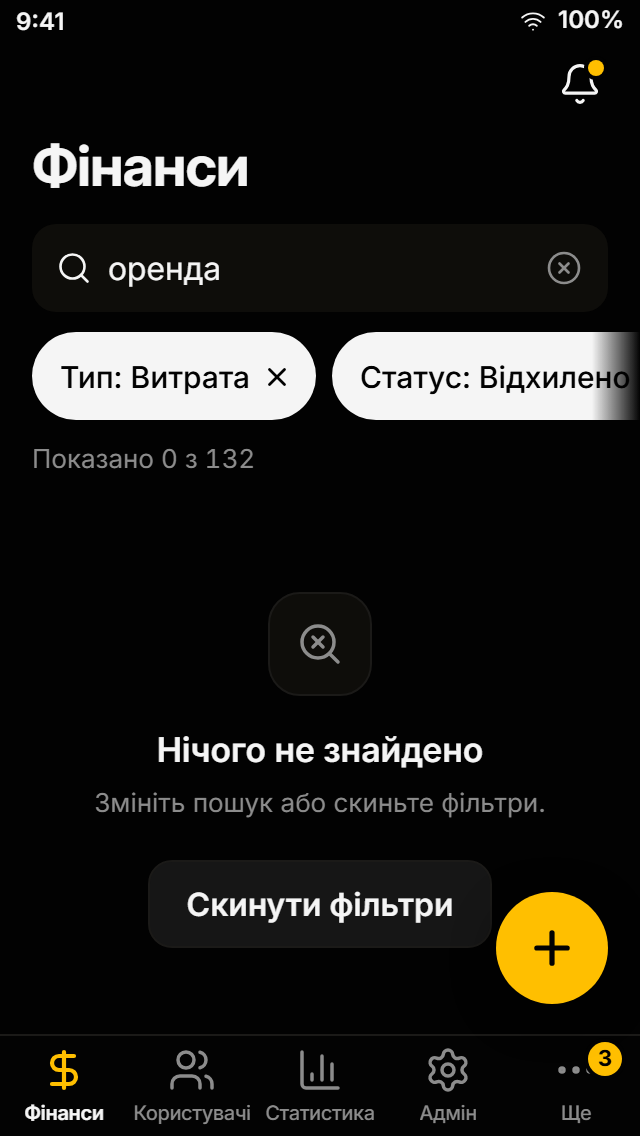 9:41
100%
Фінанси
оренда
Тип: Витрата
Статус: Відхилено
Показано 0 з 132
Нічого не знайдено
Змініть пошук або скиньте фільтри.
Скинути фільтри
3
Фінанси
Користувачі
Статистика
Адмін
Ще